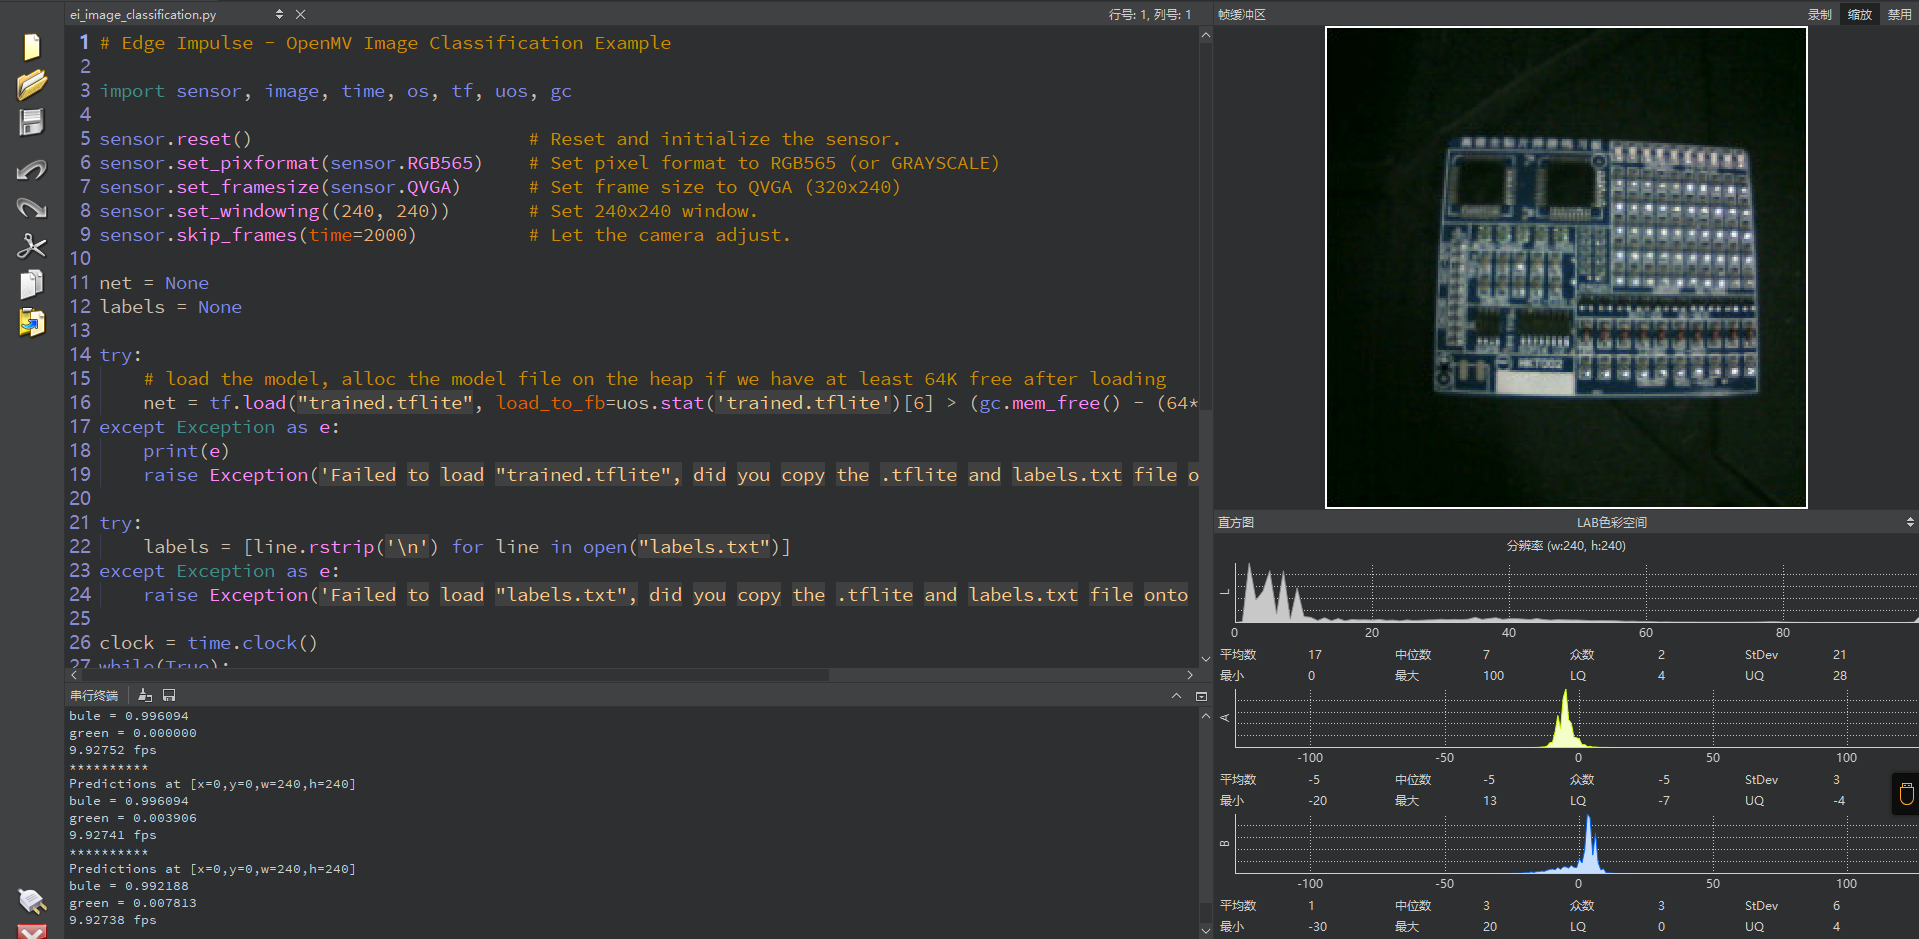 ei_image_classification.py
行号: 1, 列号: 1
1 # Edge Impulse - OpenMV Image Classification Example
2
3 import sensor, image, time, os, tf, uos, gc
4
5 sensor.reset() # Reset and initialize the sensor.
6 sensor.set_pixformat(sensor.RGB565) # Set pixel format to RGB565 (or GRAYSCALE)
7 sensor.set_framesize(sensor.QVGA) # Set frame size to QVGA (320x240)
8 sensor.set_windowing((240, 240)) # Set 240x240 window.
9 sensor.skip_frames(time=2000) # Let the camera adjust.
10
11 net = None
12 labels = None
13
14 try:
15 # load the model, alloc the model file on the heap if we have at least 64K free after loading
16 net = tf.load("trained.tflite", load_to_fb=uos.stat('trained.tflite')[6] > (gc.mem_free() - (64*
17 except Exception as e:
18 print(e)
19 raise Exception('Failed to load "trained.tflite", did you copy the .tflite and labels.txt file o
20
21 try:
22 labels = [line.rstrip('\n') for line in open("labels.txt")]
23 except Exception as e:
24 raise Exception('Failed to load "labels.txt", did you copy the .tflite and labels.txt file onto
25
26 clock = time.clock()
27 while(True):
串行终端
bule = 0.996094
green = 0.000000
9.92752 fps
**********
Predictions at [x=0,y=0,w=240,h=240]
bule = 0.996094
green = 0.003906
9.92741 fps
**********
Predictions at [x=0,y=0,w=240,h=240]
bule = 0.992188
green = 0.007813
9.92738 fps
帧缓冲区 录制 缩放 禁用
HKT002
直方图 LAB色彩空间
分辨率 (w:240, h:240)
L
0 20 40 60 80
平均数 17 中位数 7 众数 2 StDev 21
最小 0 最大 100 LQ 4 UQ 28
A
-100 -50 0 50 100
平均数 -5 中位数 -5 众数 -5 StDev 3
最小 -20 最大 13 LQ -7 UQ -4
B
-100 -50 0 50 100
平均数 1 中位数 3 众数 3 StDev 6
最小 -30 最大 20 LQ 0 UQ 4